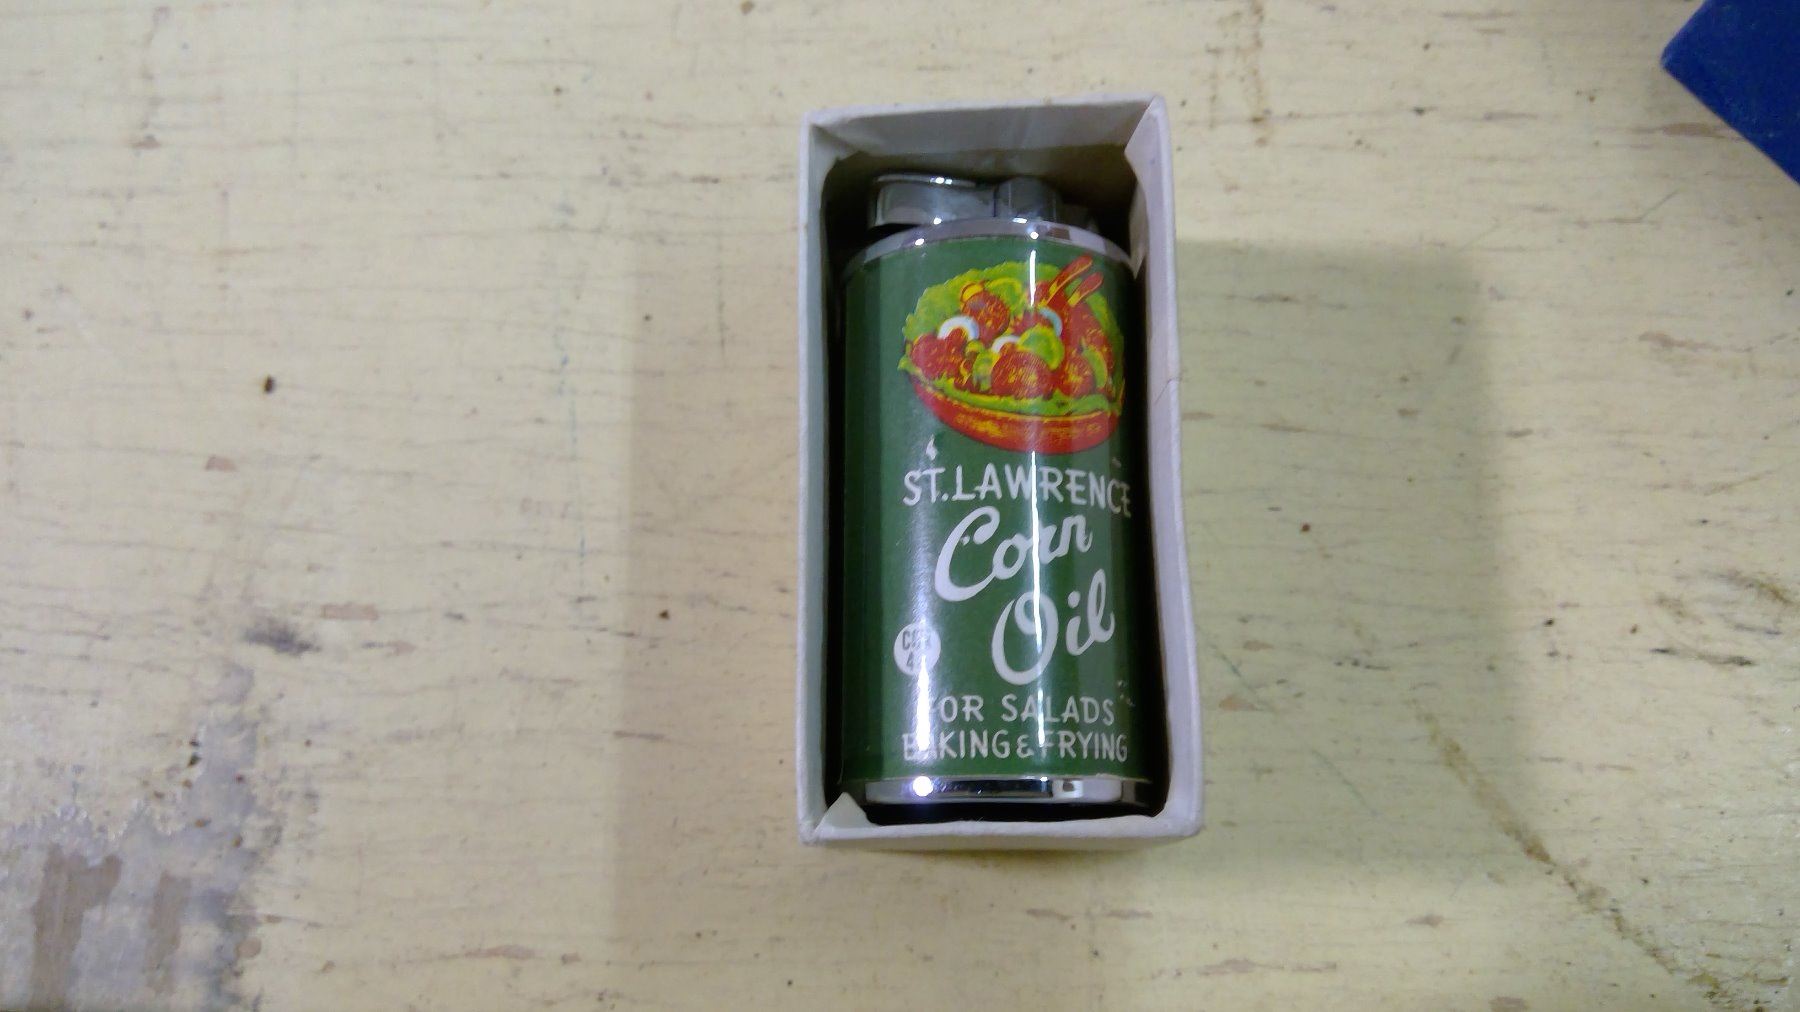 ST. LAWRENCE
Corn
Oil
FOR SALADS
BAKING & FRYING